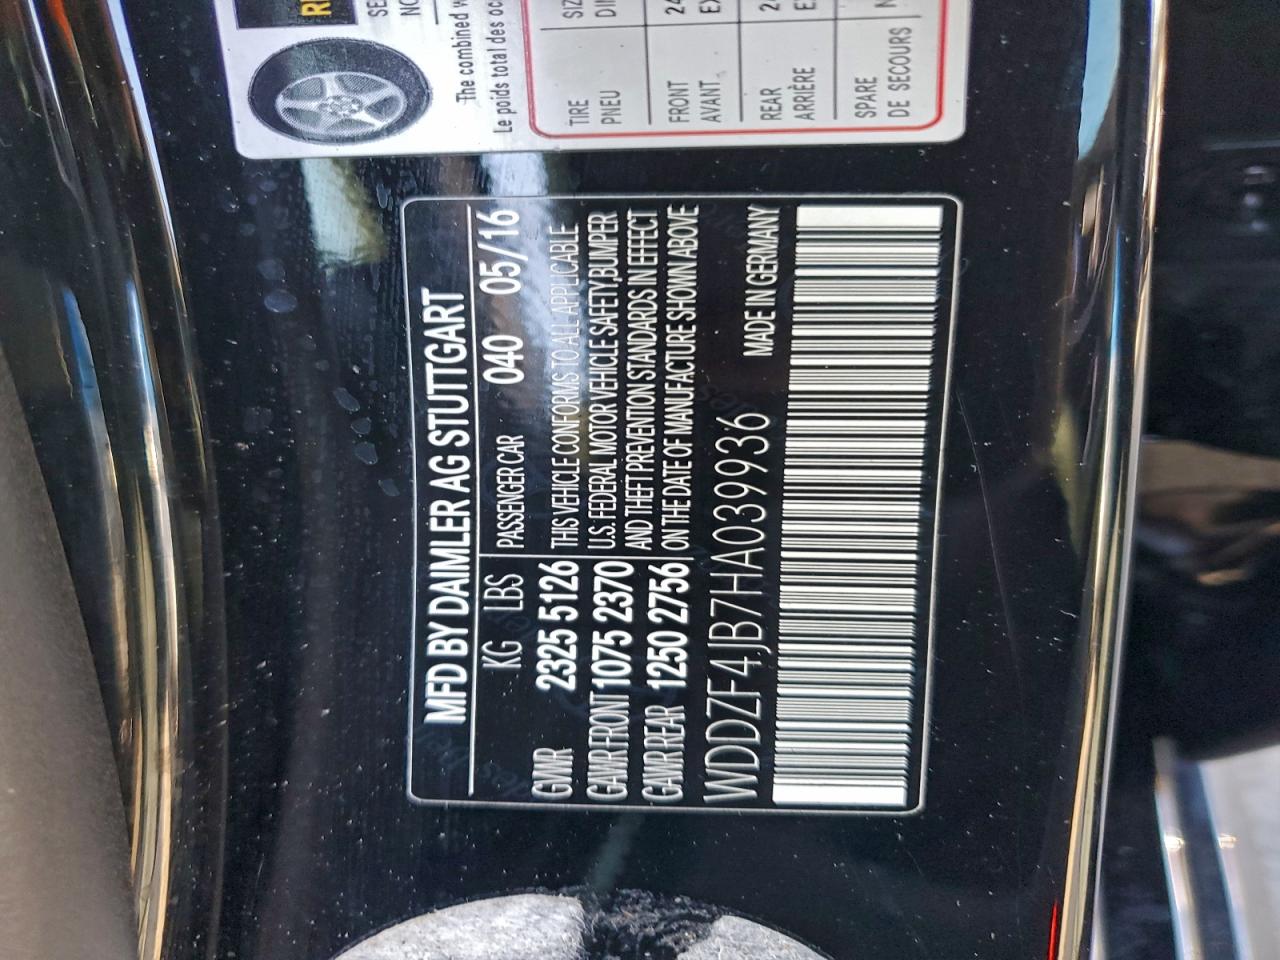 The combined w
Le poids total des oc
TIRE
PNEU
FRONT
AVANT
REAR
ARRIÈRE
SPARE
DE SECOURS
MFD BY DAIMLER AG STUTTGART
KG LBS PASSENGER CAR 040 05/16
GVWR 2325 5126 THIS VEHICLE CONFORMS TO ALL APPLICABLE
GAWR FRONT 1075 2370 U.S. FEDERAL MOTOR VEHICLE SAFETY,BUMPER
GAWR REAR 1250 2756 AND THEFT PREVENTION STANDARDS IN EFFECT
ON THE DATE OF MANUFACTURE SHOWN ABOVE
WDDZF4JB7HA039936 MADE IN GERMANY